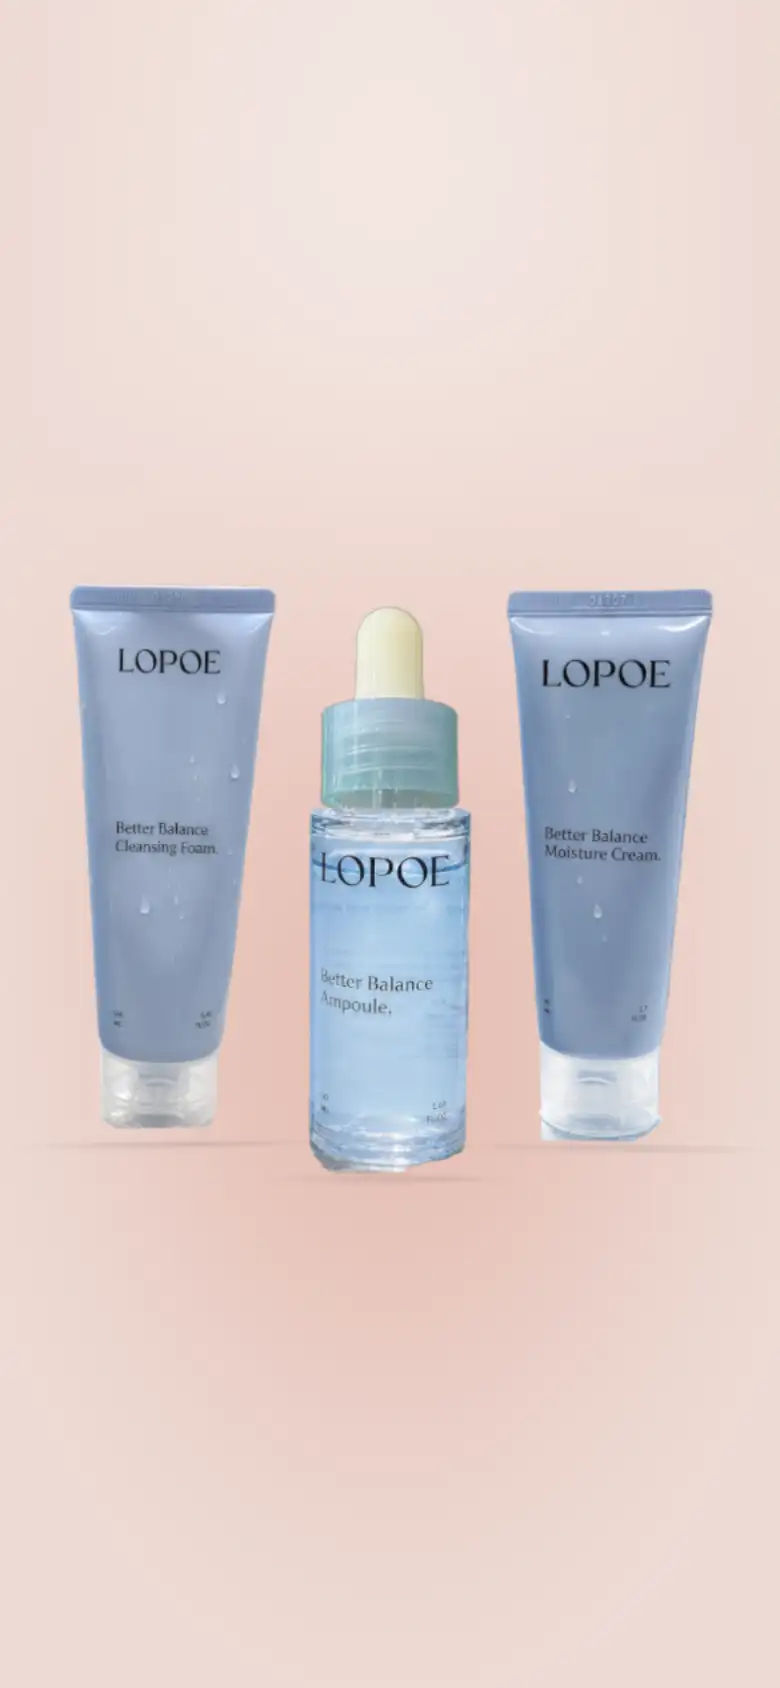 LOPOE
Better Balance
Cleansing Foam.
LOPOE
Better Balance
Ampoule.
LOPOE
Better Balance
Moisture Cream.